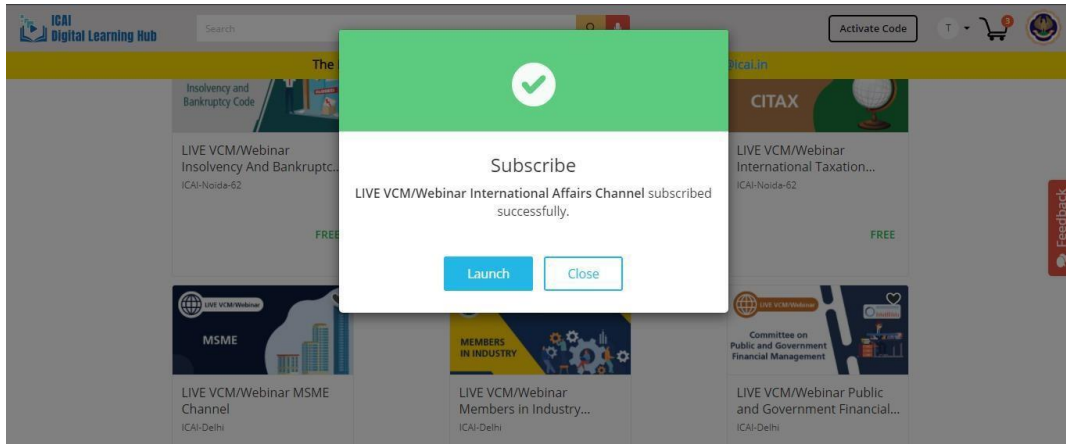 ICAI
Digital Learning Hub
Search
Activate Code
T
3
The
@icai.in
Insolvency and
Bankruptcy Code
CITAX
LIVE VCM/Webinar
Insolvency And Bankruptc...
ICAI-Noida-62
FREE
LIVE VCM/Webinar
International Taxation...
ICAI-Noida-62
FREE
Subscribe
LIVE VCM/Webinar International Affairs Channel subscribed
successfully.
Launch
Close
Feedback
LIVE VCM/Webinar
MSME
MEMBERS
IN INDUSTRY
LIVE VCM/Webinar
Committee on
Public and Government
Financial Management
LIVE VCM/Webinar MSME
Channel
ICAI-Delhi
LIVE VCM/Webinar
Members in Industry...
ICAI-Delhi
LIVE VCM/Webinar Public
and Government Financial...
ICAI-Delhi